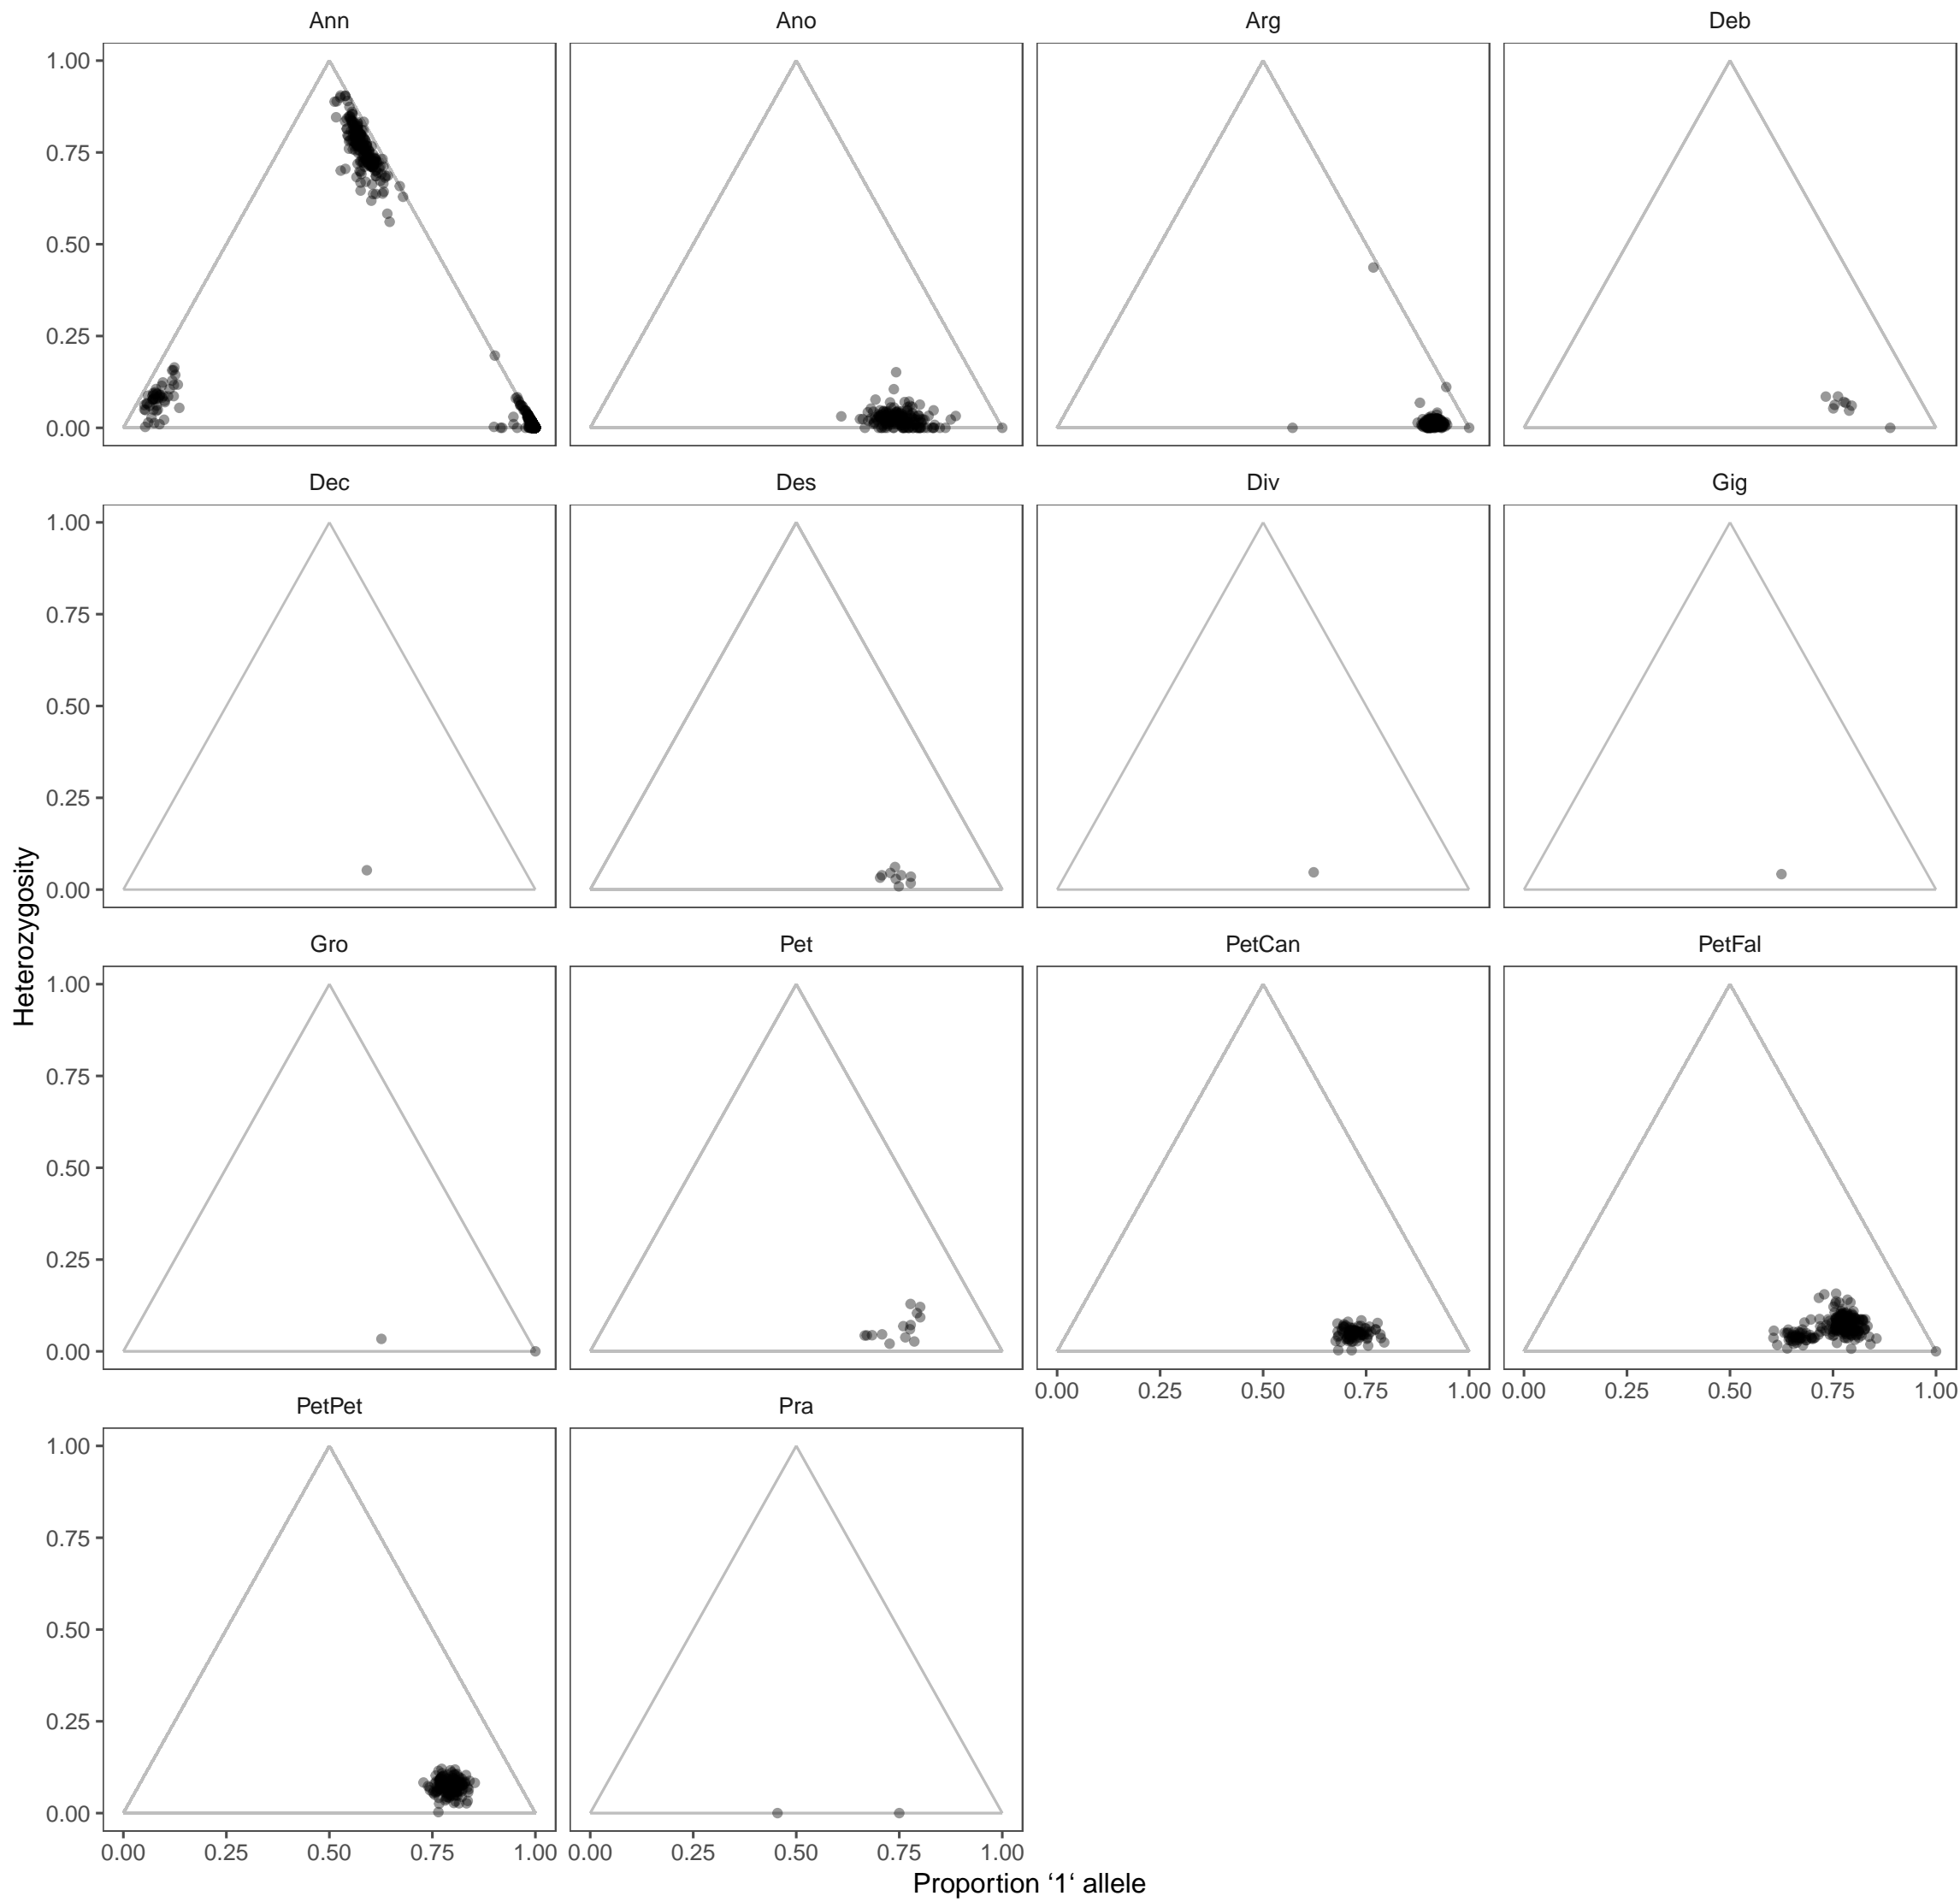 Ann Ano Arg Deb
1.00
0.75
0.50
0.25
0.00
Dec Des Div Gig
1.00
0.75
0.50
0.25
0.00
Heterozygosity
Gro Pet PetCan PetFal
1.00
0.75
0.50
0.25
0.00
0.00 0.25 0.50 0.75 1.00 0.00 0.25 0.50 0.75 1.00
PetPet Pra
1.00
0.75
0.50
0.25
0.00
0.00 0.25 0.50 0.75 1.00 0.00 0.25 0.50 0.75 1.00
Proportion ‘1‘ allele